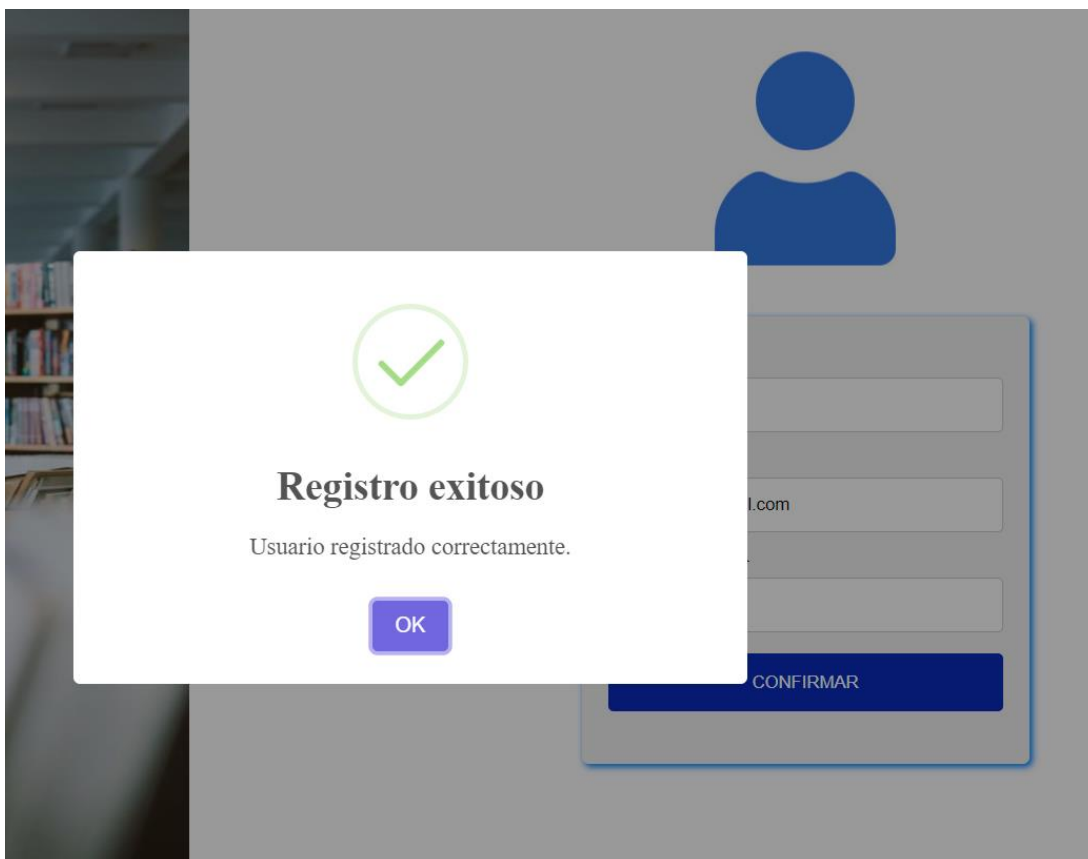 Registro exitoso
Usuario registrado correctamente.
OK
l.com
CONFIRMAR